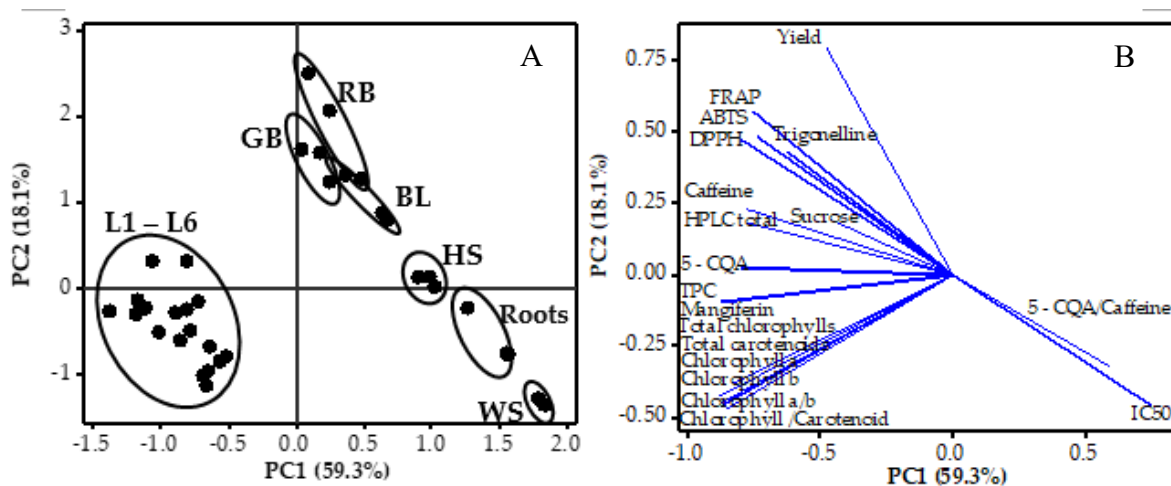 A
3
2
1
0
-1
PC2 (18.1%)
RB
GB
BL
L1 – L6
HS
Roots
WS
-1.5
-1.0
-0.5
0.0
0.5
1.0
1.5
2.0
PC1 (59.3%)
B
0.75
0.50
0.25
0.00
-0.25
-0.50
PC2 (18.1%)
Yield
FRAP
ABTS
DPPH
Trigonelline
Caffeine
HPLC total
Sucrose
5 - CQA
TPC
Mangiferin
5 - CQA/Caffeine
Total chlorophylls
Total carotenoids
Chlorophyll a
Chlorophyll b
Chlorophyll a/b
Chlorophyll /Carotenoid
IC50
-1.0
-0.5
0.0
0.5
PC1 (59.3%)